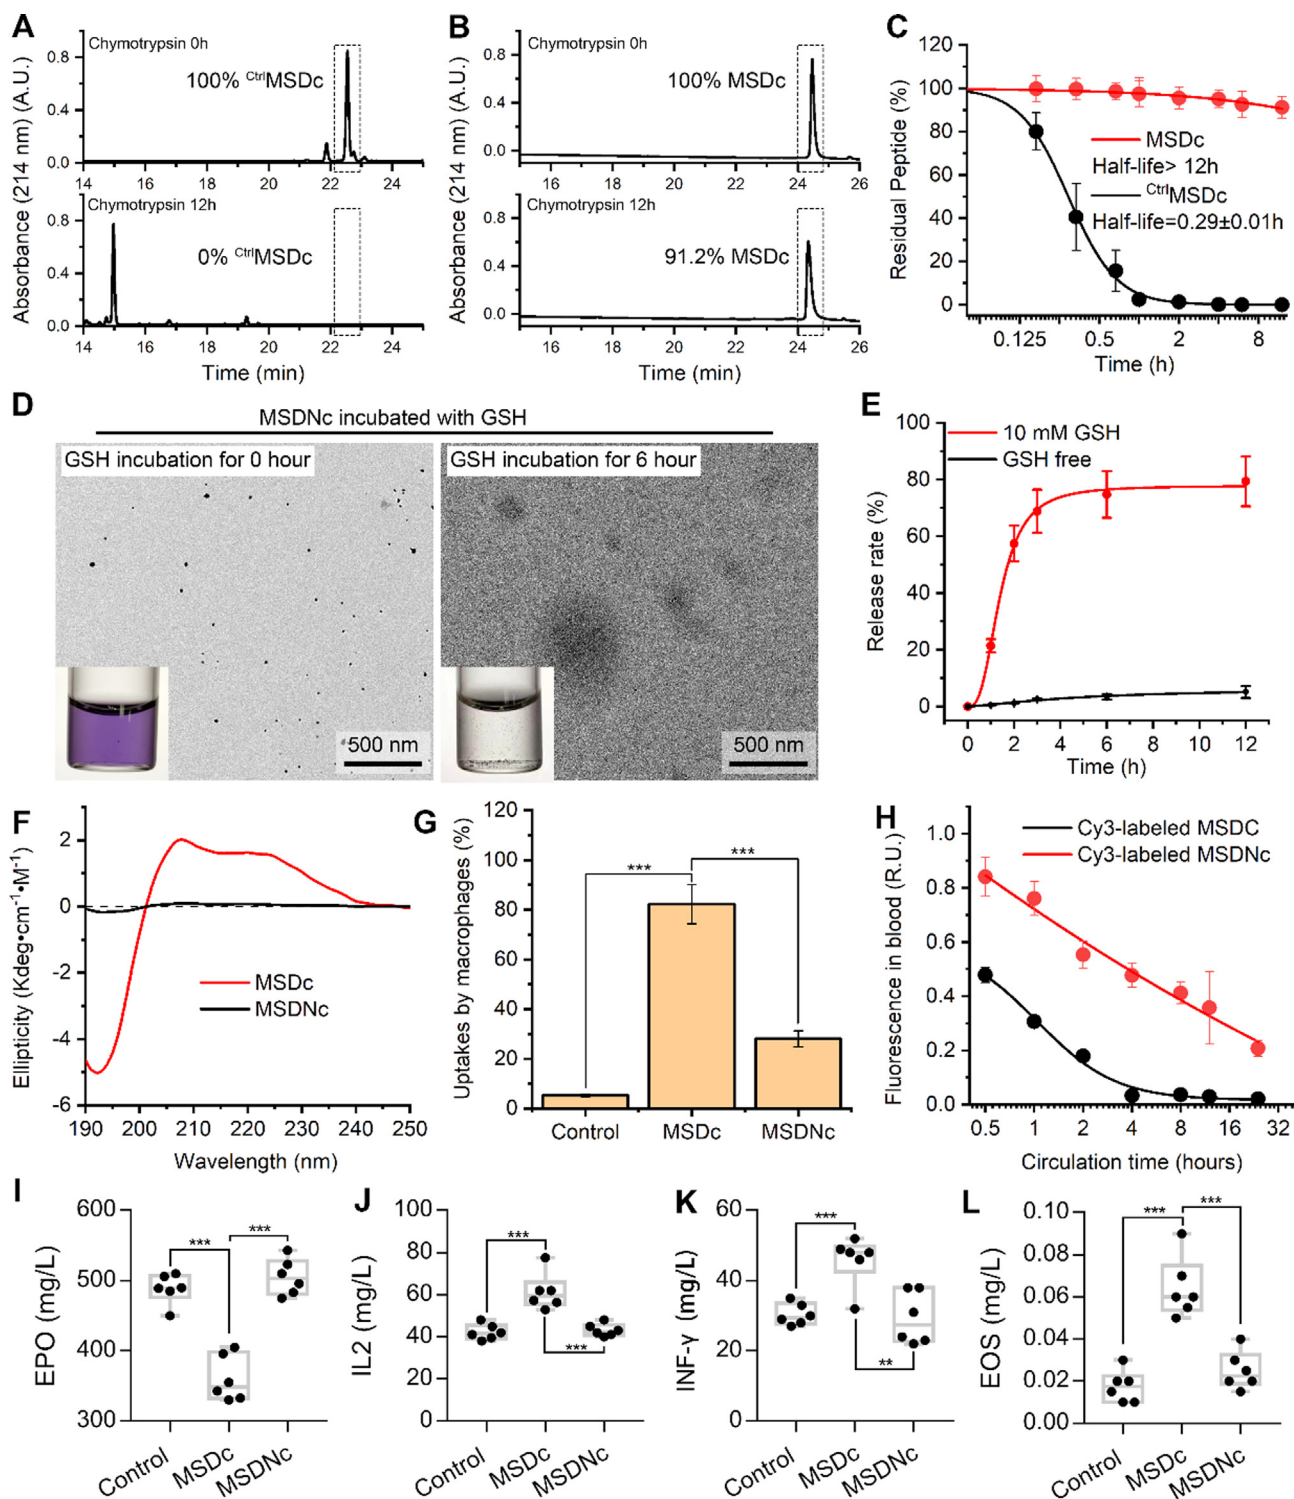 A
Chymotrypsin 0h
100% CtrlMSDc
0.8
0.4
0.0
14 16 18 20 22 24
Chymotrypsin 12h
0% CtrlMSDc
0.8
0.4
0.0
14 16 18 20 22 24
Time (min)
Absorbance (214 nm) (A.U.)
B
Chymotrypsin 0h
100% MSDc
0.8
0.4
0.0
16 18 20 22 24 26
Chymotrypsin 12h
91.2% MSDc
0.8
0.4
0.0
16 18 20 22 24 26
Time (min)
Absorbance (214 nm) (A.U.)
C
120
100
80
60
40
20
0
Residual Peptide (%)
MSDc
Half-life> 12h
CtrlMSDc
Half-life=0.29±0.01h
0.125 0.5 2 8
Time (h)
D
MSDNc incubated with GSH
GSH incubation for 0 hour
500 nm
GSH incubation for 6 hour
500 nm
E
10 mM GSH
GSH free
100
80
60
40
20
0
Release rate (%)
0 2 4 6 8 10 12
Time (h)
F
2
0
-2
-4
-6
Ellipticity (Kdeg•cm-1•M-1)
MSDc
MSDNc
190 200 210 220 230 240 250
Wavelength (nm)
G
Uptakes by macrophages (%)
100
80
60
40
20
0
***
***
Control MSDc MSDNc
H
Cy3-labeled MSDC
Cy3-labeled MSDNc
1.0
0.8
0.6
0.4
0.2
0.0
Fluorescence in blood (R.U.)
0.5 1 2 4 8 16 32
Circulation time (hours)
I
600
500
400
300
EPO (mg/L)
***
***
Control MSDc MSDNc
J
100
80
60
40
20
0
IL2 (mg/L)
***
***
Control MSDc MSDNc
K
60
40
20
0
INF-γ (mg/L)
***
**
Control MSDc MSDNc
L
0.10
0.08
0.06
0.04
0.02
0.00
EOS (mg/L)
***
***
Control MSDc MSDNc